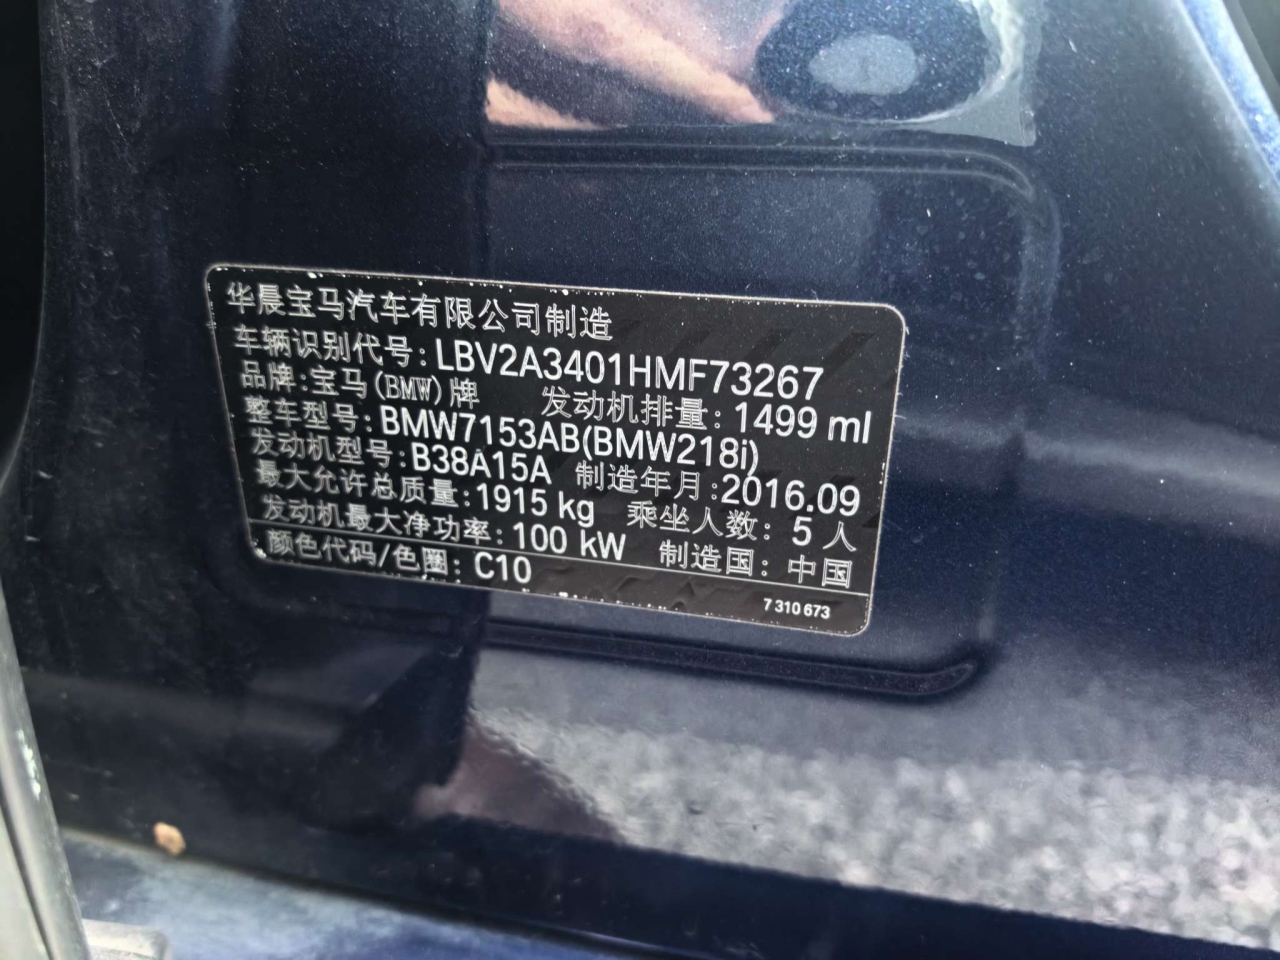 华晨宝马汽车有限公司制造
车辆识别代号: LBV2A3401HMF73267
品牌: 宝马(BMW)牌 发动机排量: 1499 ml
整车型号: BMW7153AB(BMW218i)
发动机型号: B38A15A 制造年月: 2016.09
最大允许总质量: 1915 kg 乘坐人数: 5 人
发动机最大净功率: 100 kW 制造国: 中国
颜色代码/色圈: C10
7 310 673